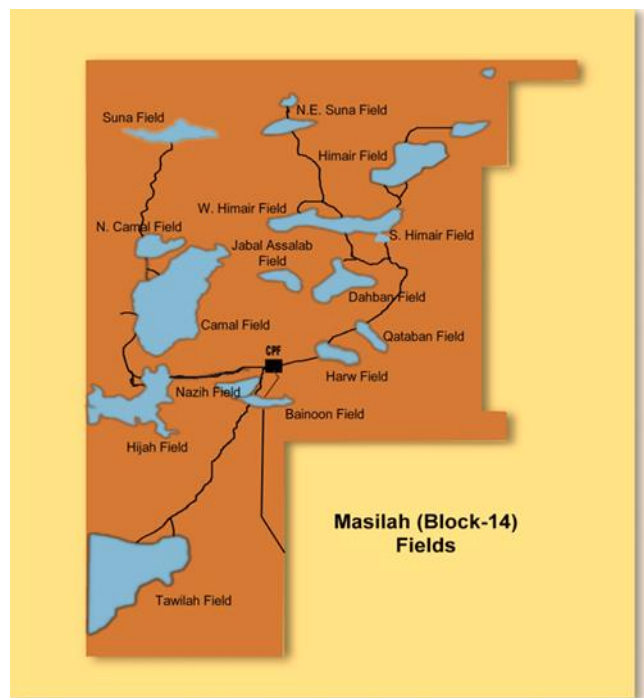 N.E. Suna Field
Suna Field
Himair Field
W. Himair Field
N. Camal Field
S. Himair Field
Jabal Assalab
Field
Dahban Field
Camal Field
Qataban Field
CPF
Harw Field
Nazih Field
Bainoon Field
Hijah Field
Masilah (Block-14)
Fields
Tawilah Field